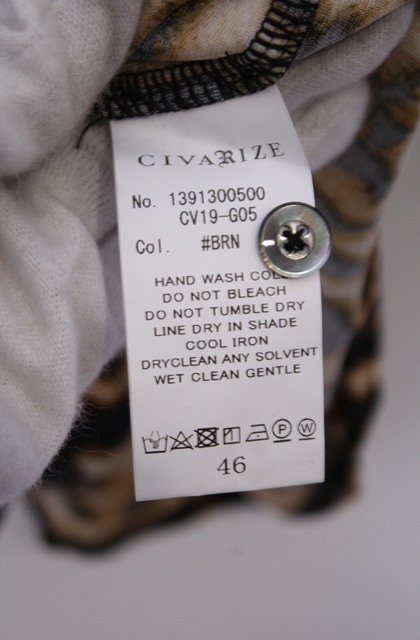 CIVARIZE
No. 1391300500
CV19-G05
Col. #BRN
HAND WASH COL
DO NOT BLEACH
DO NOT TUMBLE DRY
LINE DRY IN SHADE
COOL IRON
DRYCLEAN ANY SOLVENT
WET CLEAN GENTLE
P W
46